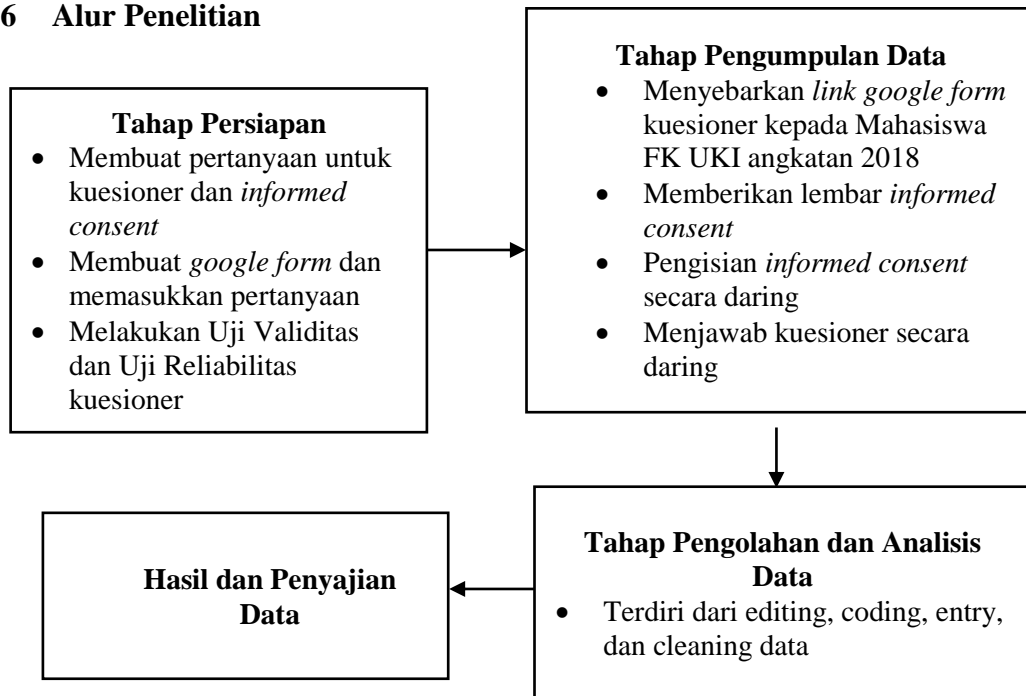 6 Alur Penelitian
Tahap Persiapan
• Membuat pertanyaan untuk
kuesioner dan informed
consent
• Membuat google form dan
memasukkan pertanyaan
• Melakukan Uji Validitas
dan Uji Reliabilitas
kuesioner
Tahap Pengumpulan Data
• Menyebarkan link google form
kuesioner kepada Mahasiswa
FK UKI angkatan 2018
• Memberikan lembar informed
consent
• Pengisian informed consent
secara daring
• Menjawab kuesioner secara
daring
Tahap Pengolahan dan Analisis
Data
• Terdiri dari editing, coding, entry,
dan cleaning data
Hasil dan Penyajian
Data